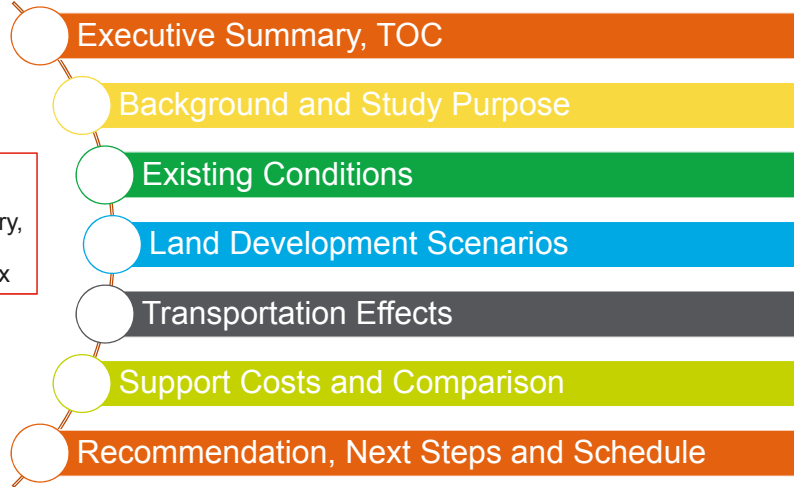 Executive Summary, TOC
Background and Study Purpose
Existing Conditions
Land Development Scenarios
Transportation Effects
Support Costs and Comparison
Recommendation, Next Steps and Schedule